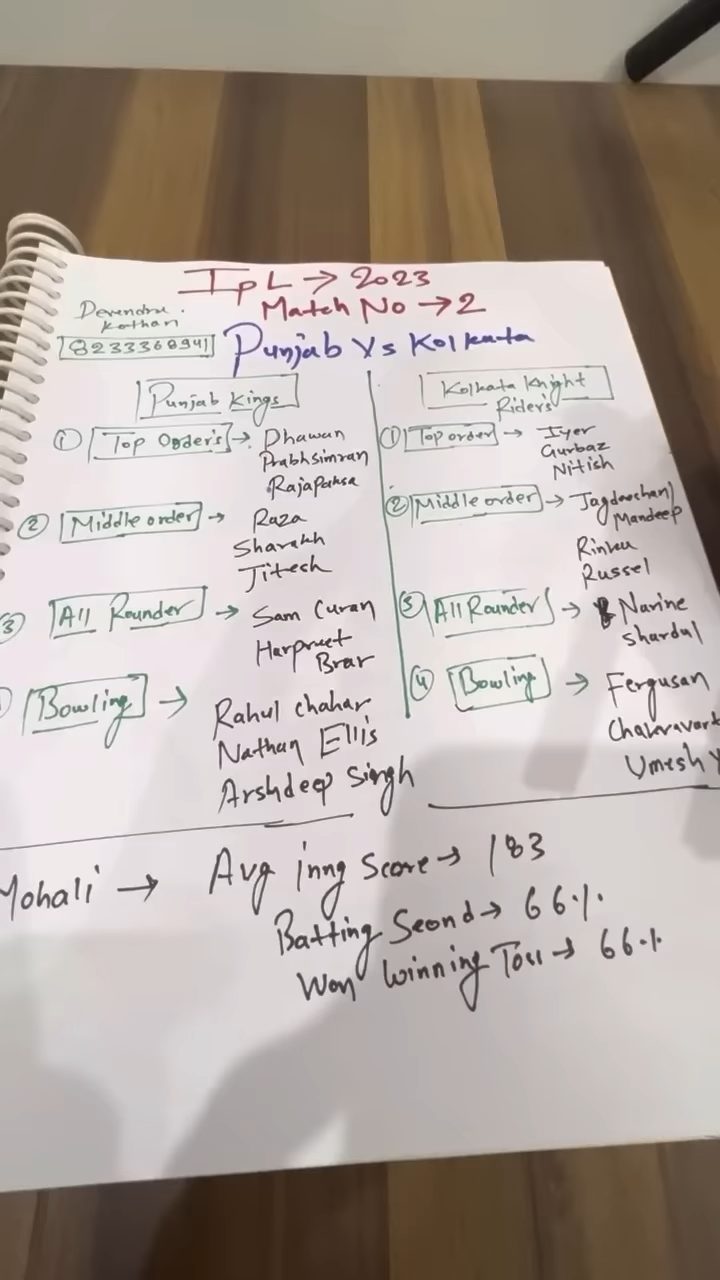 IPL → 2023
Match No → 2
Devendra.
Kothari
8233368941
Punjab Vs Kolkata
Punjab Kings
① Top Ooder's → Dhawan
Prabhsimran
Rajapaksa
② Middle order → Raza
Sharukh
Jitesh
③ All Rounder → Sam Curan
Harpreet
Brar
Bowling → Rahul chahar
Nathan Ellis
Arshdeep Singh
Kolkata Knight
Rider's
① Top order → Iyer
Gurbaz
Nitish
② Middle order →
Mandeep
Rinku
Russel
③ All Rounder → Narine
Shardul
④ Bowling → Fergusan
Chakravart
Umesh Y
Mohali → Avg inng Score → 183
Batting Seond → 66%
Won winning Toss → 66%